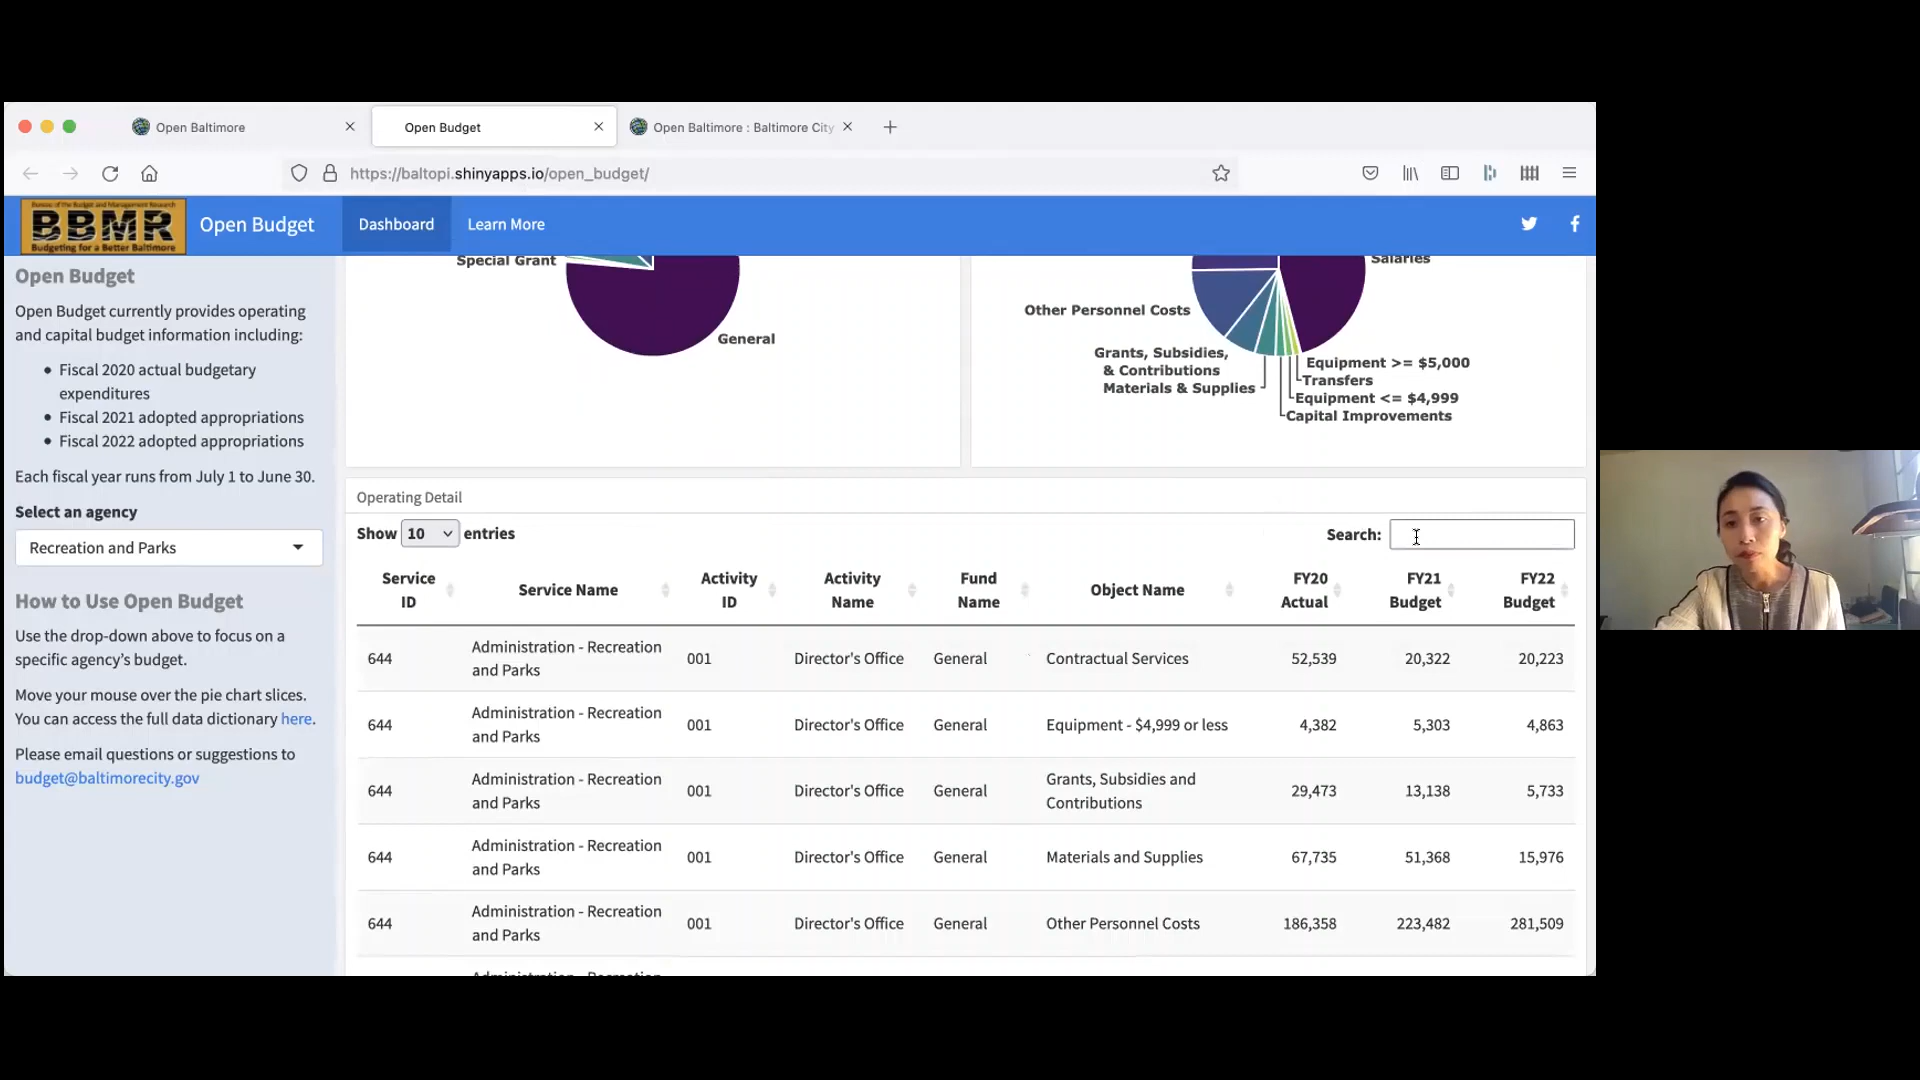 Open Baltimore
Open Budget
Open Baltimore : Baltimore City
https://baltopi.shinyapps.io/open_budget/
Bureau of the Budget and Management Research
BBMR
Budgeting for a Better Baltimore
Open Budget
Dashboard
Learn More
Open Budget
Open Budget currently provides operating
and capital budget information including:
Fiscal 2020 actual budgetary
expenditures
Fiscal 2021 adopted appropriations
Fiscal 2022 adopted appropriations
Each fiscal year runs from July 1 to June 30.
Select an agency
Recreation and Parks
How to Use Open Budget
Use the drop-down above to focus on a
specific agency's budget.
Move your mouse over the pie chart slices.
You can access the full data dictionary here.
Please email questions or suggestions to
budget@baltimorecity.gov
Special Grant
General
Salaries
Other Personnel Costs
Grants, Subsidies,
& Contributions
Materials & Supplies
Equipment >= $5,000
Transfers
Equipment <= $4,999
Capital Improvements
Operating Detail
Show 10 entries
Search:
Service ID Service Name Activity ID Activity Name Fund Name Object Name FY20 Actual FY21 Budget FY22 Budget
644 Administration - Recreation and Parks 001 Director's Office General Contractual Services 52,539 20,322 20,223
644 Administration - Recreation and Parks 001 Director's Office General Equipment - $4,999 or less 4,382 5,303 4,863
644 Administration - Recreation and Parks 001 Director's Office General Grants, Subsidies and Contributions 29,473 13,138 5,733
644 Administration - Recreation and Parks 001 Director's Office General Materials and Supplies 67,735 51,368 15,976
644 Administration - Recreation and Parks 001 Director's Office General Other Personnel Costs 186,358 223,482 281,509